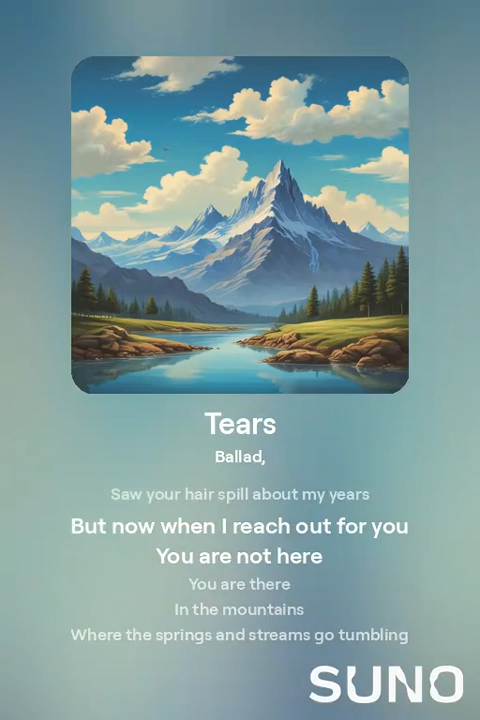 Tears
Ballad,
Saw your hair spill about my years
But now when I reach out for you
You are not here
You are there
In the mountains
Where the springs and streams go tumbling
SUNO